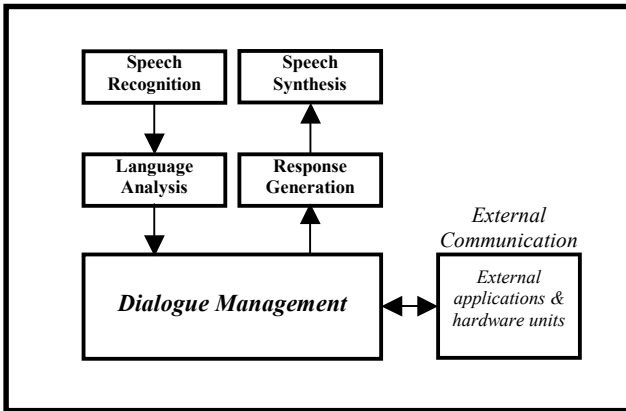 Speech
Recognition
Speech
Synthesis
Language
Analysis
Response
Generation
Dialogue Management
External
Communication
External
applications &
hardware units